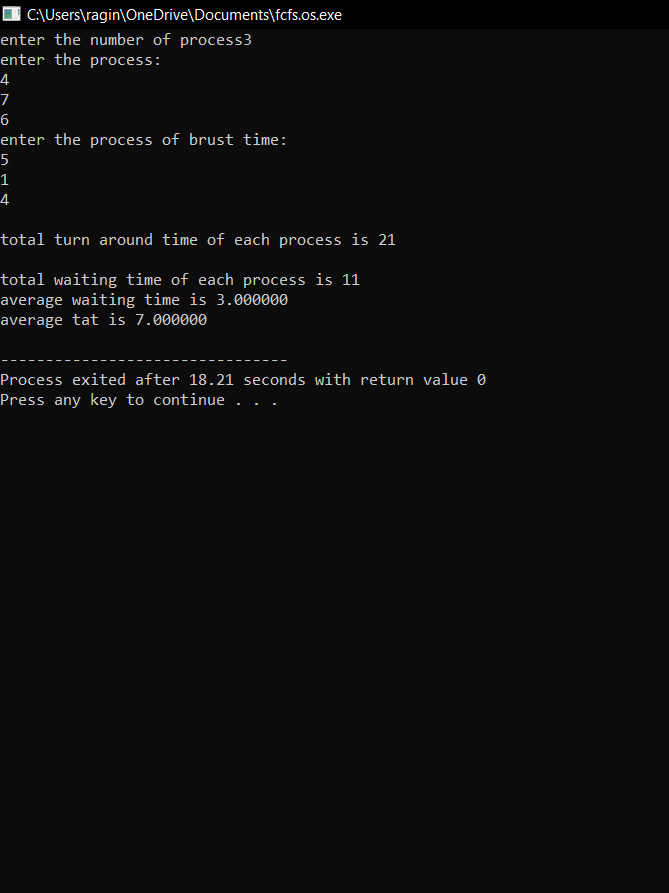 C:\Users\ragin\OneDrive\Documents\fcfs.os.exe
enter the number of process3
enter the process:
4
7
6
enter the process of brust time:
5
1
4
total turn around time of each process is 21
total waiting time of each process is 11
average waiting time is 3.000000
average tat is 7.000000
--------------------------------
Process exited after 18.21 seconds with return value 0
Press any key to continue . . .